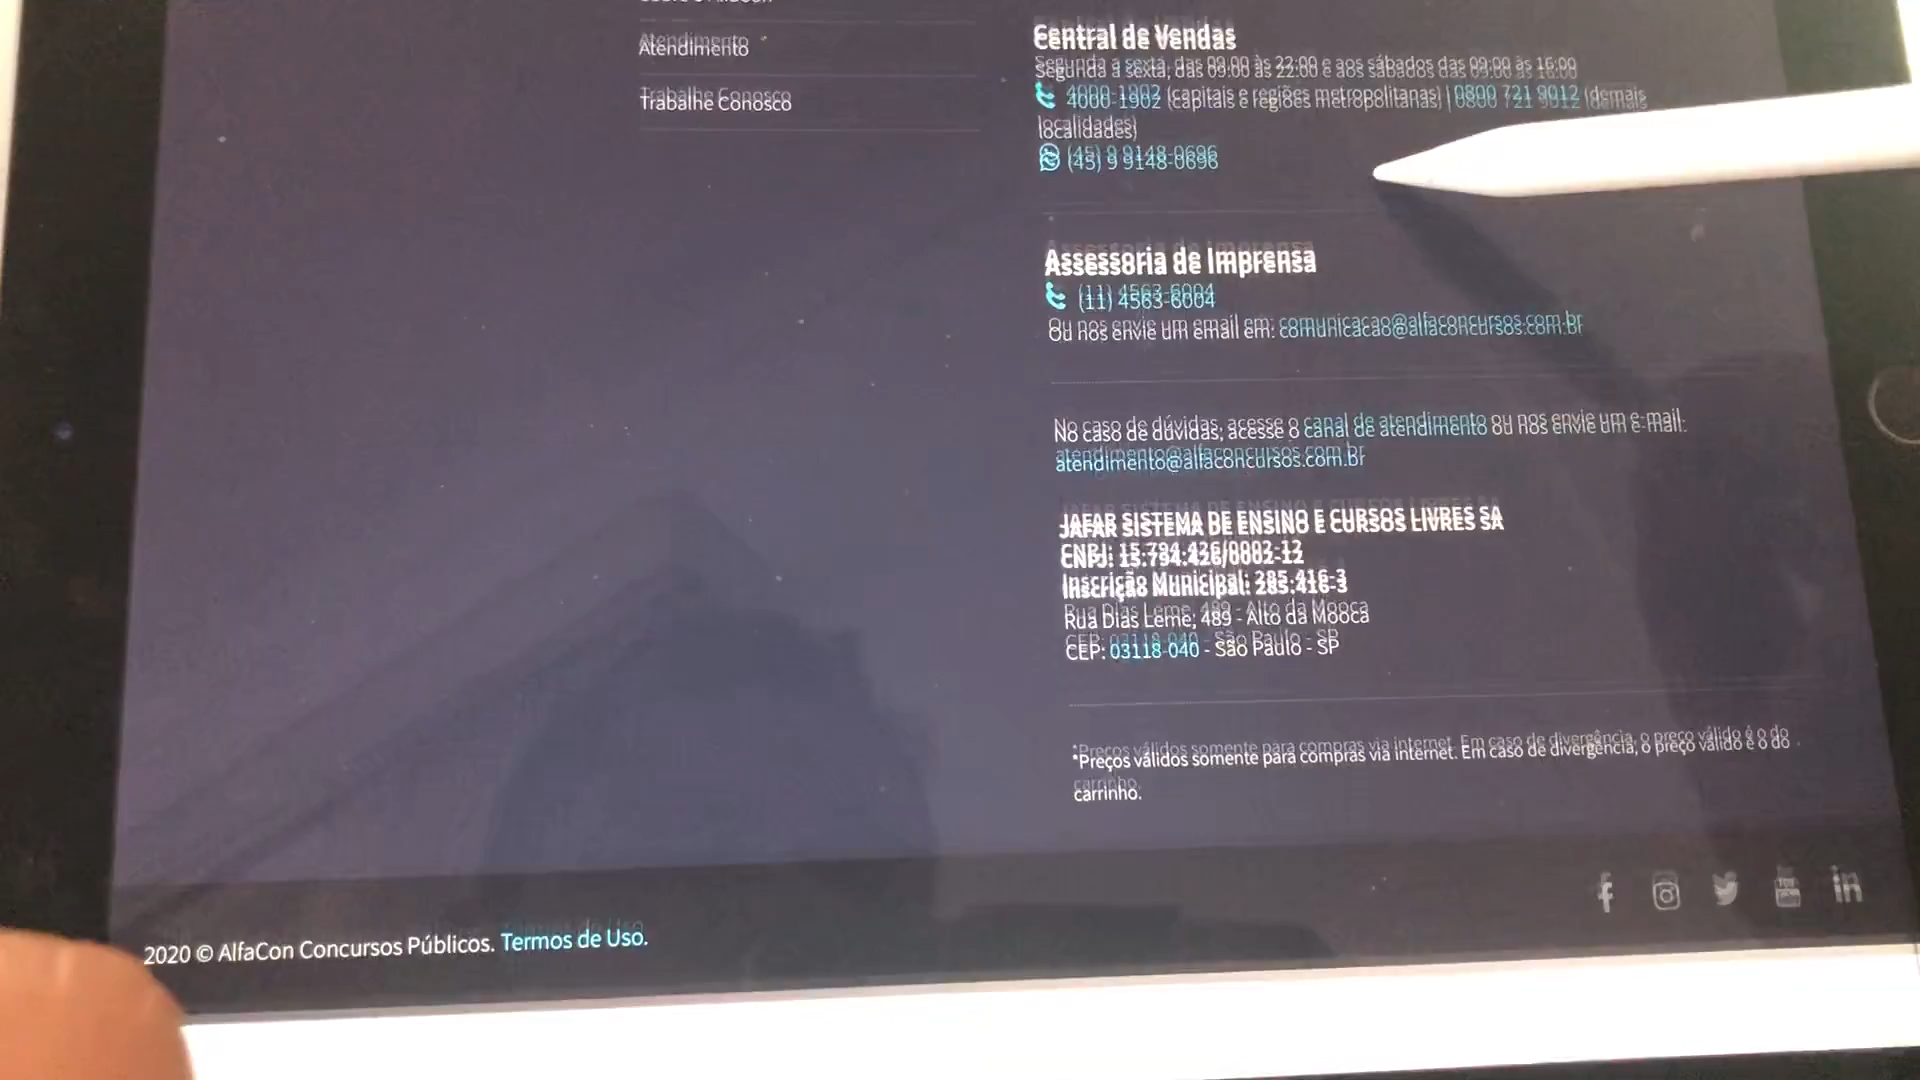 Atendimento
Trabalhe Conosco
Central de Vendas
Segunda a sexta, das 09:00 às 22:00 e aos sábados das 09:00 às 16:00
4000-1902 (capitais e regiões metropolitanas) | 0800 721 9012 (demais
localidades)
(45) 9 9148-0696
Assessoria de Imprensa
(11) 4563-6004
Ou nos envie um email em: comunicacao@alfaconcursos.com.br
No caso de dúvidas, acesse o canal de atendimento ou nos envie um e-mail:
atendimento@alfaconcursos.com.br
JAFAR SISTEMA DE ENSINO E CURSOS LIVRES SA
CNPJ: 15.794.426/0002-12
Inscrição Municipal: 285.416-3
Rua Dias Leme, 489 - Alto da Mooca
CEP: 03118-040 - São Paulo - SP
*Preços válidos somente para compras via internet. Em caso de divergência, o preço válido é o do
carrinho.
2020 © AlfaCon Concursos Públicos. Termos de Uso.